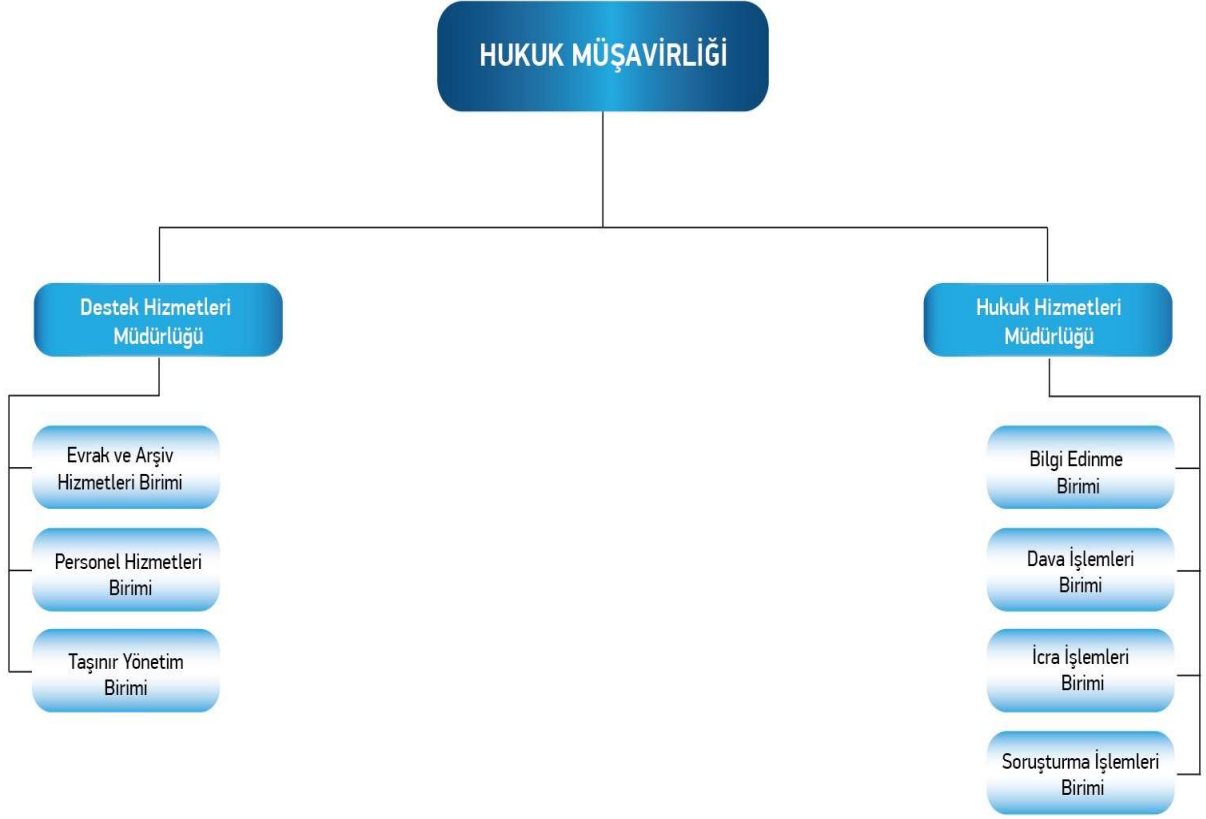 HUKUK MÜŞAVİRLİĞİ
Destek Hizmetleri
Müdürlüğü
Evrak ve Arşiv
Hizmetleri Birimi
Personel Hizmetleri
Birimi
Taşınır Yönetim
Birimi
Hukuk Hizmetleri
Müdürlüğü
Bilgi Edinme
Birimi
Dava İşlemleri
Birimi
İcra İşlemleri
Birimi
Soruşturma İşlemleri
Birimi